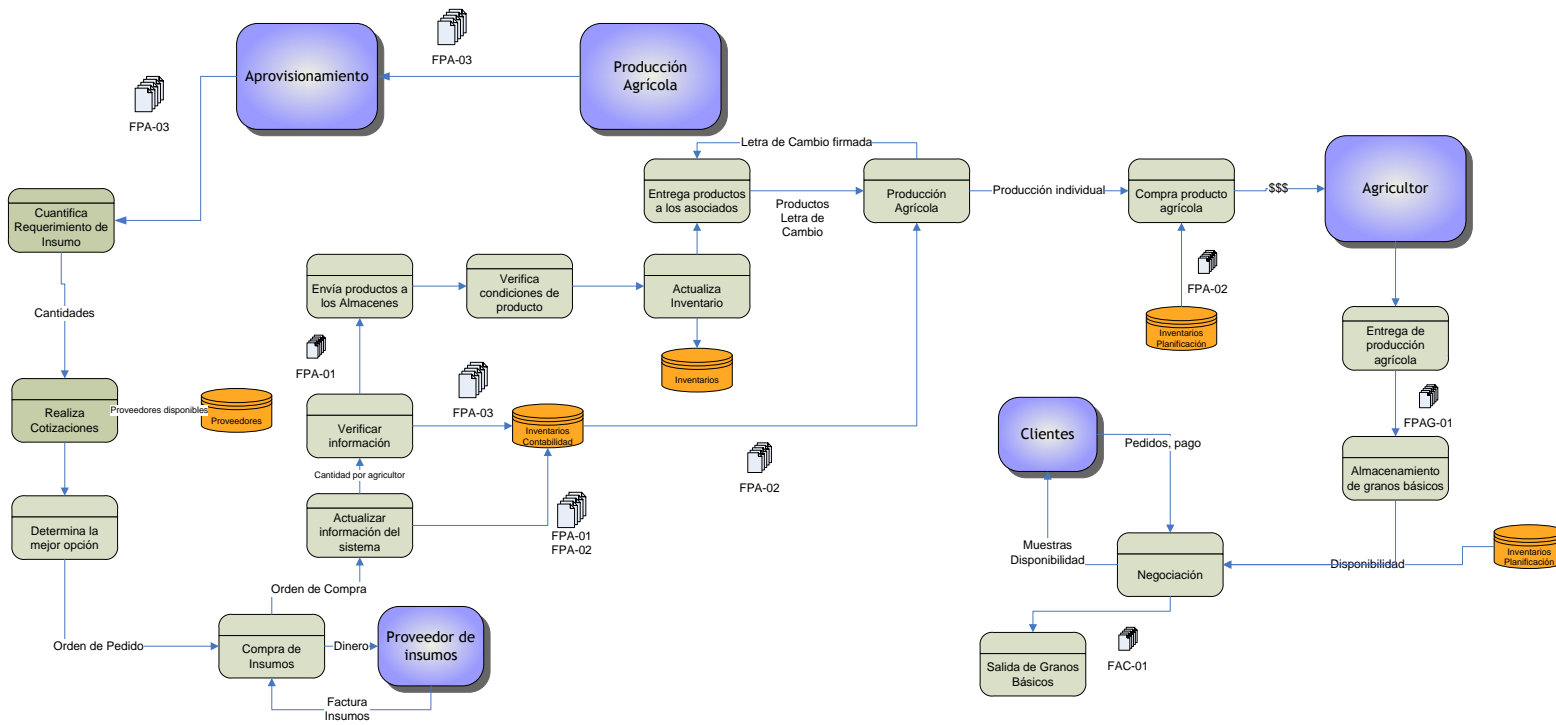 FPA-03
Aprovisionamiento
Producción
Agrícola
FPA-03
Cuantifica
Requerimiento de
Insumo
Cantidades
Realiza
Cotizaciones
Proveedores disponibles
Proveedores
Determina la
mejor opción
Orden de Pedido
Compra de
Insumos
Dinero
Proveedor de
insumos
Factura
Insumos
Orden de Compra
Actualizar
información del
sistema
FPA-01
FPA-02
Cantidad por agricultor
Verificar
información
FPA-03
Inventarios
Contabilidad
FPA-02
FPA-01
Envía productos a
los Almacenes
Verifica
condiciones de
producto
Actualiza
Inventario
Inventarios
Entrega productos
a los asociados
Letra de Cambio firmada
Productos
Letra de
Cambio
Producción
Agrícola
Producción individual
Compra producto
agrícola
FPA-02
Inventarios
Planificación
$$$
Agricultor
Entrega de
producción
agrícola
FPAG-01
Almacenamiento
de granos básicos
Disponibilidad
Inventarios
Planificación
Clientes
Pedidos, pago
Muestras
Disponibilidad
Negociación
FAC-01
Salida de Granos
Básicos